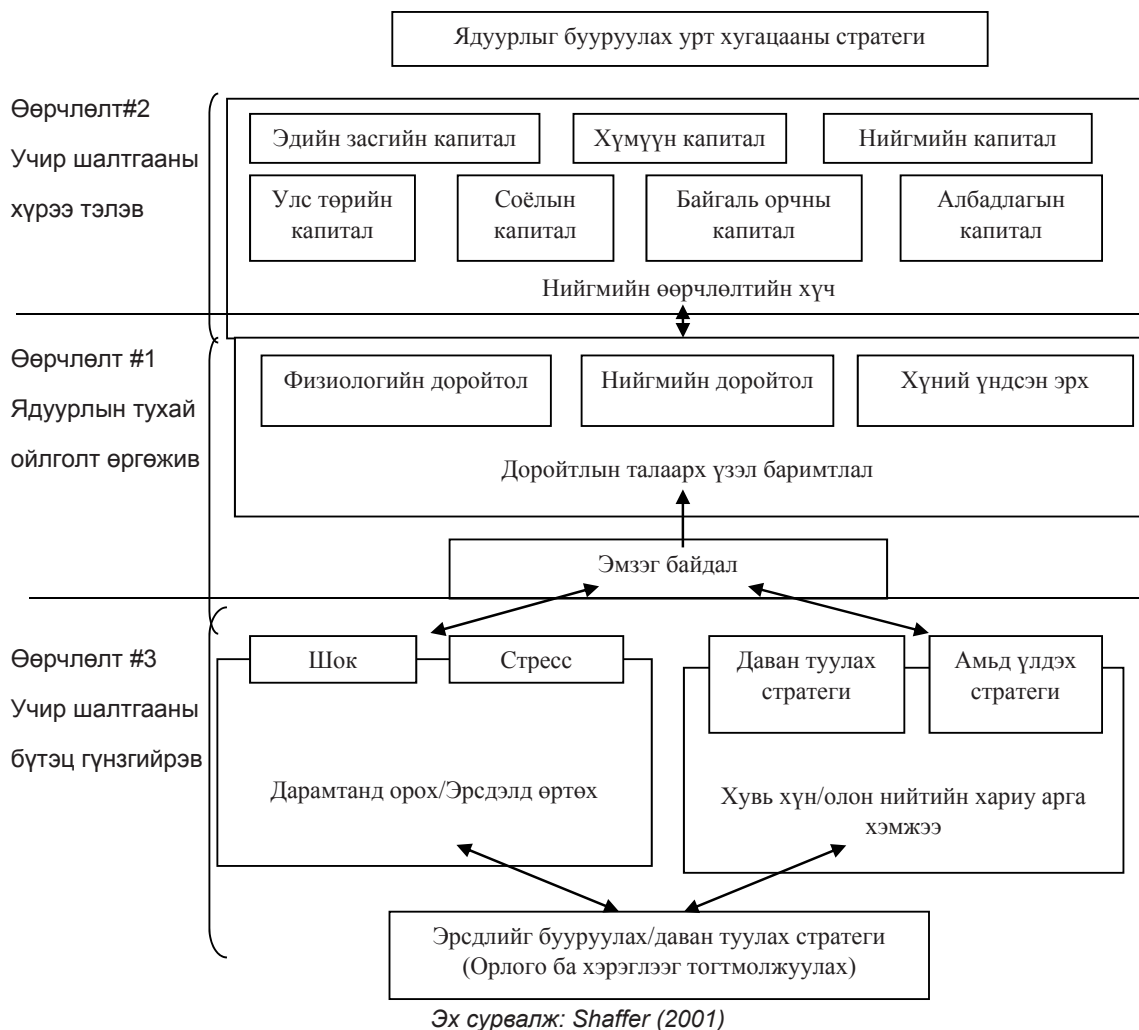 Ядуурлыг бууруулах урт хугацааны стратеги
Өөрчлөлт#2
Учир шалтгааны
хүрээ тэлэв
Эдийн засгийн капитал
Хүмүүн капитал
Нийгмийн капитал
Улс төрийн
капитал
Соёлын
капитал
Байгаль орчны
капитал
Албадлагын
капитал
Нийгмийн өөрчлөлтийн хүч
Өөрчлөлт #1
Ядуурлын тухай
ойлголт өргөжив
Физиологийн доройтол
Нийгмийн доройтол
Хүний үндсэн эрх
Доройтлын талаарх үзэл баримтлал
Эмзэг байдал
Өөрчлөлт #3
Учир шалтгааны
бүтэц гүнзгийрэв
Шок
Стресс
Дарамтанд орох/Эрсдэлд өртөх
Даван туулах
стратеги
Амьд үлдэх
стратеги
Хувь хүн/олон нийтийн хариу арга
хэмжээ
Эрсдлийг бууруулах/даван туулах стратеги
(Орлого ба хэрэглээг тогтмолжуулах)
Эх сурвалж: Shaffer (2001)